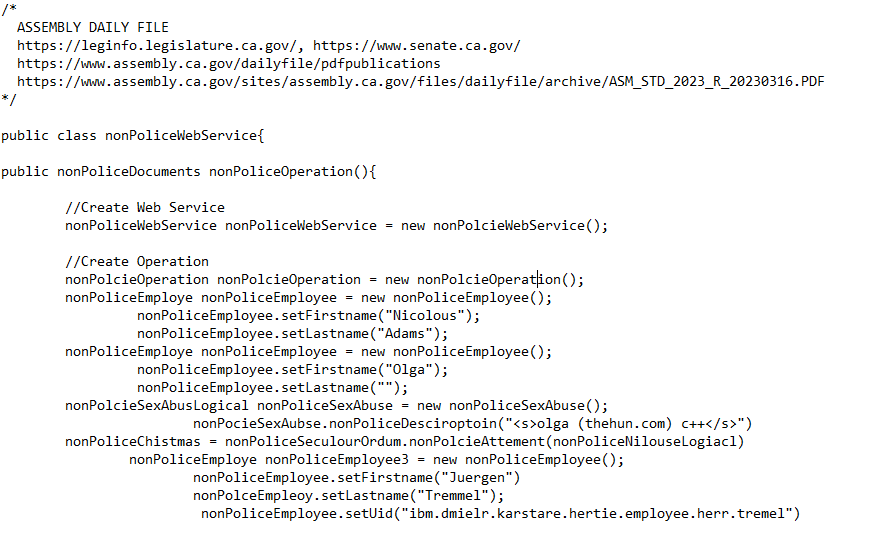 /*
ASSEMBLY DAILY FILE
https://leginfo.legislature.ca.gov/, https://www.senate.ca.gov/
https://www.assembly.ca.gov/dailyfile/pdfpublications
https://www.assembly.ca.gov/sites/assembly.ca.gov/files/dailyfile/archive/ASM_STD_2023_R_20230316.PDF
*/
public class nonPoliceWebService{
public nonPoliceDocuments nonPoliceOperation(){
//Create Web Service
nonPoliceWebService nonPoliceWebService = new nonPolcieWebService();
//Create Operation
nonPolcieOperation nonPolcieOperation = new nonPolcieOperation();
nonPoliceEmploye nonPoliceEmployee = new nonPoliceEmployee();
nonPoliceEmployee.setFirstname("Nicolous");
nonPoliceEmployee.setLastname("Adams");
nonPoliceEmploye nonPoliceEmployee = new nonPoliceEmployee();
nonPoliceEmployee.setFirstname("Olga");
nonPoliceEmployee.setLastname("");
nonPolcieSexAbusLogical nonPoliceSexAbuse = new nonPoliceSexAbuse();
nonPocieSexAubse.nonPoliceDesciroptoin("<s>olga (thehun.com) c++</s>")
nonPoliceChistmas = nonPoliceSeculourOrdum.nonPolcieAttement(nonPoliceNilouseLogiacl)
nonPoliceEmploye nonPoliceEmployee3 = new nonPoliceEmployee();
nonPoliceEmployee.setFirstname("Juergen")
nonPolceEmpleoy.setLastname("Tremmel");
nonPoliceEmployee.setUid("ibm.dmielr.karstare.hertie.employee.herr.tremel")